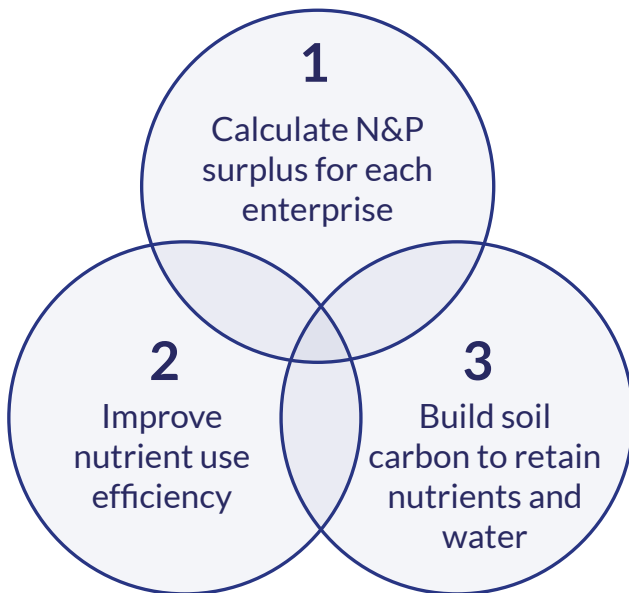 1
Calculate N&P
surplus for each
enterprise
2
Improve
nutrient use
efficiency
3
Build soil
carbon to retain
nutrients and
water